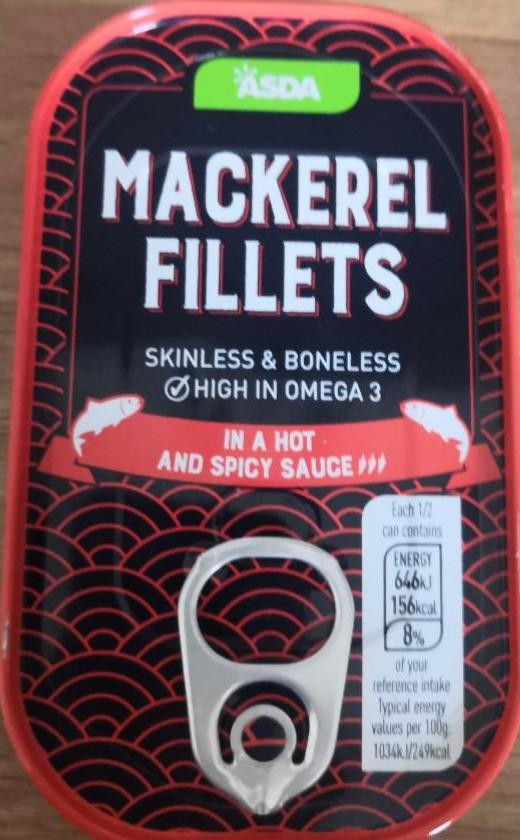 ASDA
MACKEREL
FILLETS
SKINLESS & BONELESS
HIGH IN OMEGA 3
IN A HOT
AND SPICY SAUCE
Each 1/2
can contains
ENERGY
646kJ
156kcal
8%
of your
reference intake
Typical energy
values per 100g:
1034kJ/249kcal